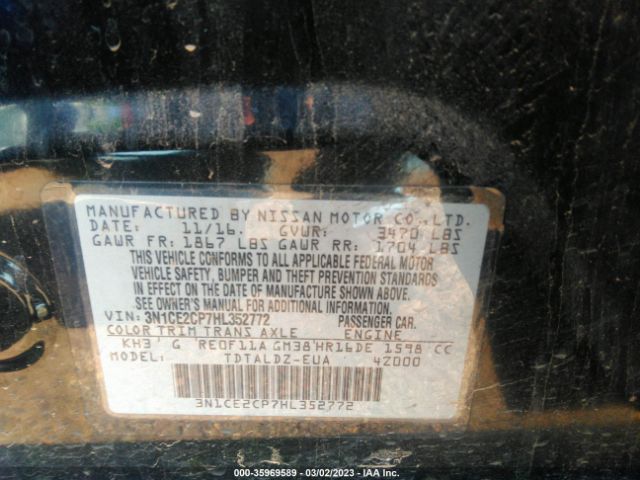 MANUFACTURED BY NISSAN MOTOR CO., LTD.
DATE: 11/16. GVWR: 3470 LBS
GAWR FR: 1867 LBS GAWR RR: 1704 LBS
THIS VEHICLE CONFORMS TO ALL APPLICABLE FEDERAL MOTOR
VEHICLE SAFETY, BUMPER AND THEFT PREVENTION STANDARDS
IN EFFECT ON THE DATE OF MANUFACTURE SHOWN ABOVE.
SEE OWNER'S MANUAL FOR ADDITIONAL INFORMATION.
VIN: 3N1CE2CP7HL352772 PASSENGER CAR.
COLOR TRIM TRANS AXLE ENGINE
KH3 G RE0F11A GM38 HR16DE 1598 CC
MODEL: TDTALDZ-EUA 42000
3N1CE2CP7HL352772
000-35969589 - 03/02/2023 - IAA Inc.